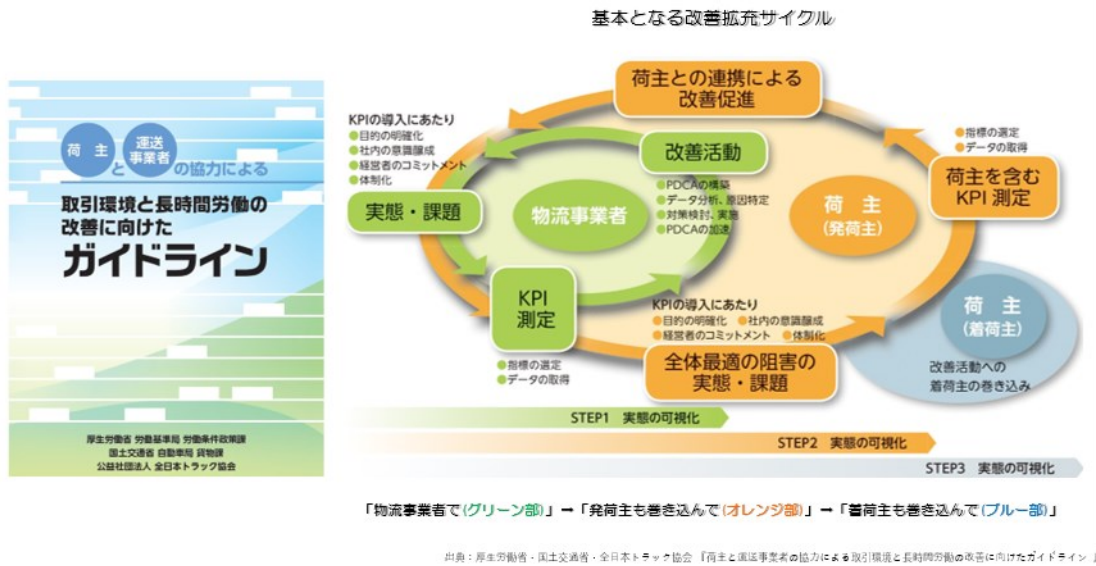 基本となる改善拡充サイクル
荷主と運送事業者の協力による
取引環境と長時間労働の
改善に向けた
ガイドライン
厚生労働省 労働基準局 労働条件政策課
国土交通省 自動車局 貨物課
公益社団法人 全日本トラック協会
荷主との連携による
改善促進
KPIの導入にあたり
●目的の明確化
●社内の意識醸成
●経営者のコミットメント
●体制化
実態・課題
改善活動
●PDCAの構築
●データ分析、原因特定
●対策検討、実施
●PDCAの加速
物流事業者
荷 主
(発荷主)
●指標の選定
●データの取得
荷主を含む
KPI 測定
KPI
測定
●指標の選定
●データの取得
KPIの導入にあたり
●目的の明確化 ●社内の意識醸成
●経営者のコミットメント ●体制化
全体最適の阻害の
実態・課題
荷 主
(着荷主)
改善活動への
着荷主の巻き込み
STEP1 実態の可視化
STEP2 実態の可視化
STEP3 実態の可視化
「物流事業者で(グリーン部)」→「発荷主も巻き込んで(オレンジ部)」→「着荷主も巻き込んで(ブルー部)」
出典：厚生労働省・国土交通省・全日本トラック協会 『荷主と運送事業者の協力による取引環境と長時間労働の改善に向けたガイドライン 』